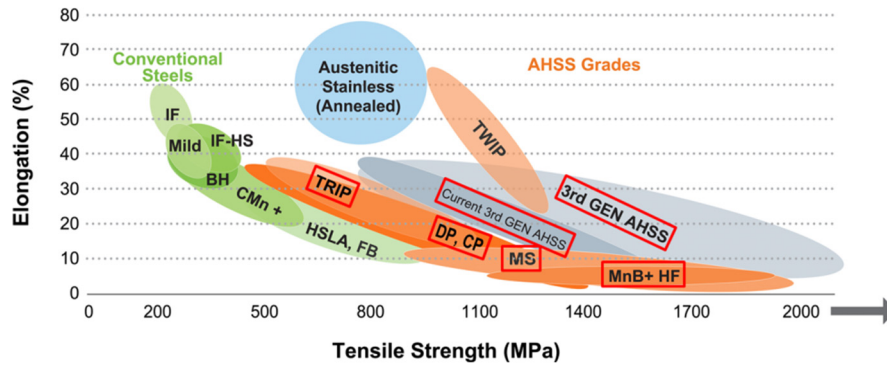 80
70
60
50
40
30
20
10
0
Elongation (%)
Conventional
Steels
Austenitic
Stainless
(Annealed)
AHSS Grades
IF
Mild
IF-HS
BH
CMn +
HSLA, FB
TRIP
TWIP
Current 3rd GEN AHSS
3rd GEN AHSS
DP, CP
MS
MnB+ HF
0 200 500 800 1100 1400 1700 2000
Tensile Strength (MPa)